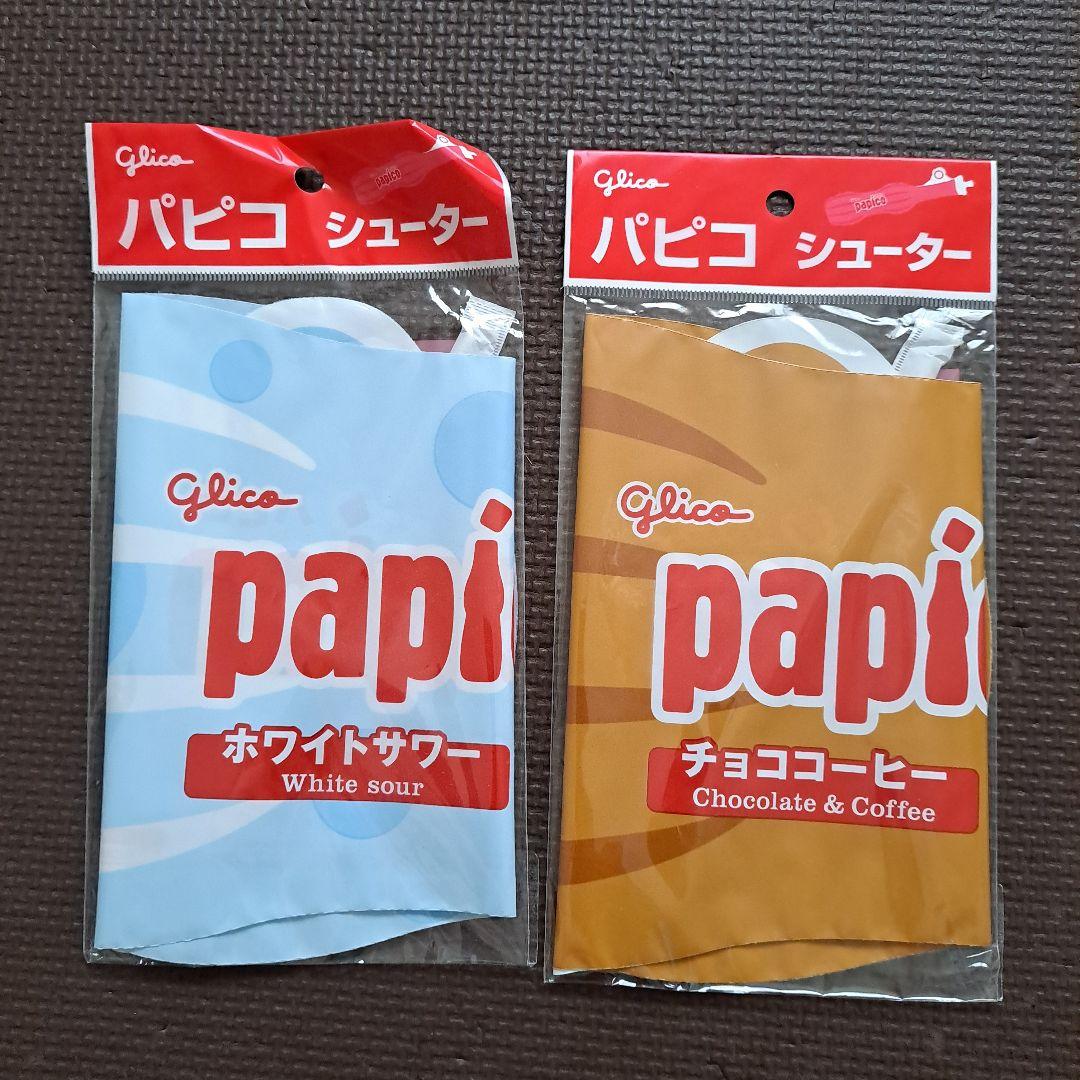 Glico
papico
パピコ シューター
Glico
papi
ホワイトサワー
White sour
Glico
papico
パピコ シューター
Glico
papic
チョココーヒー
Chocolate & Coffee